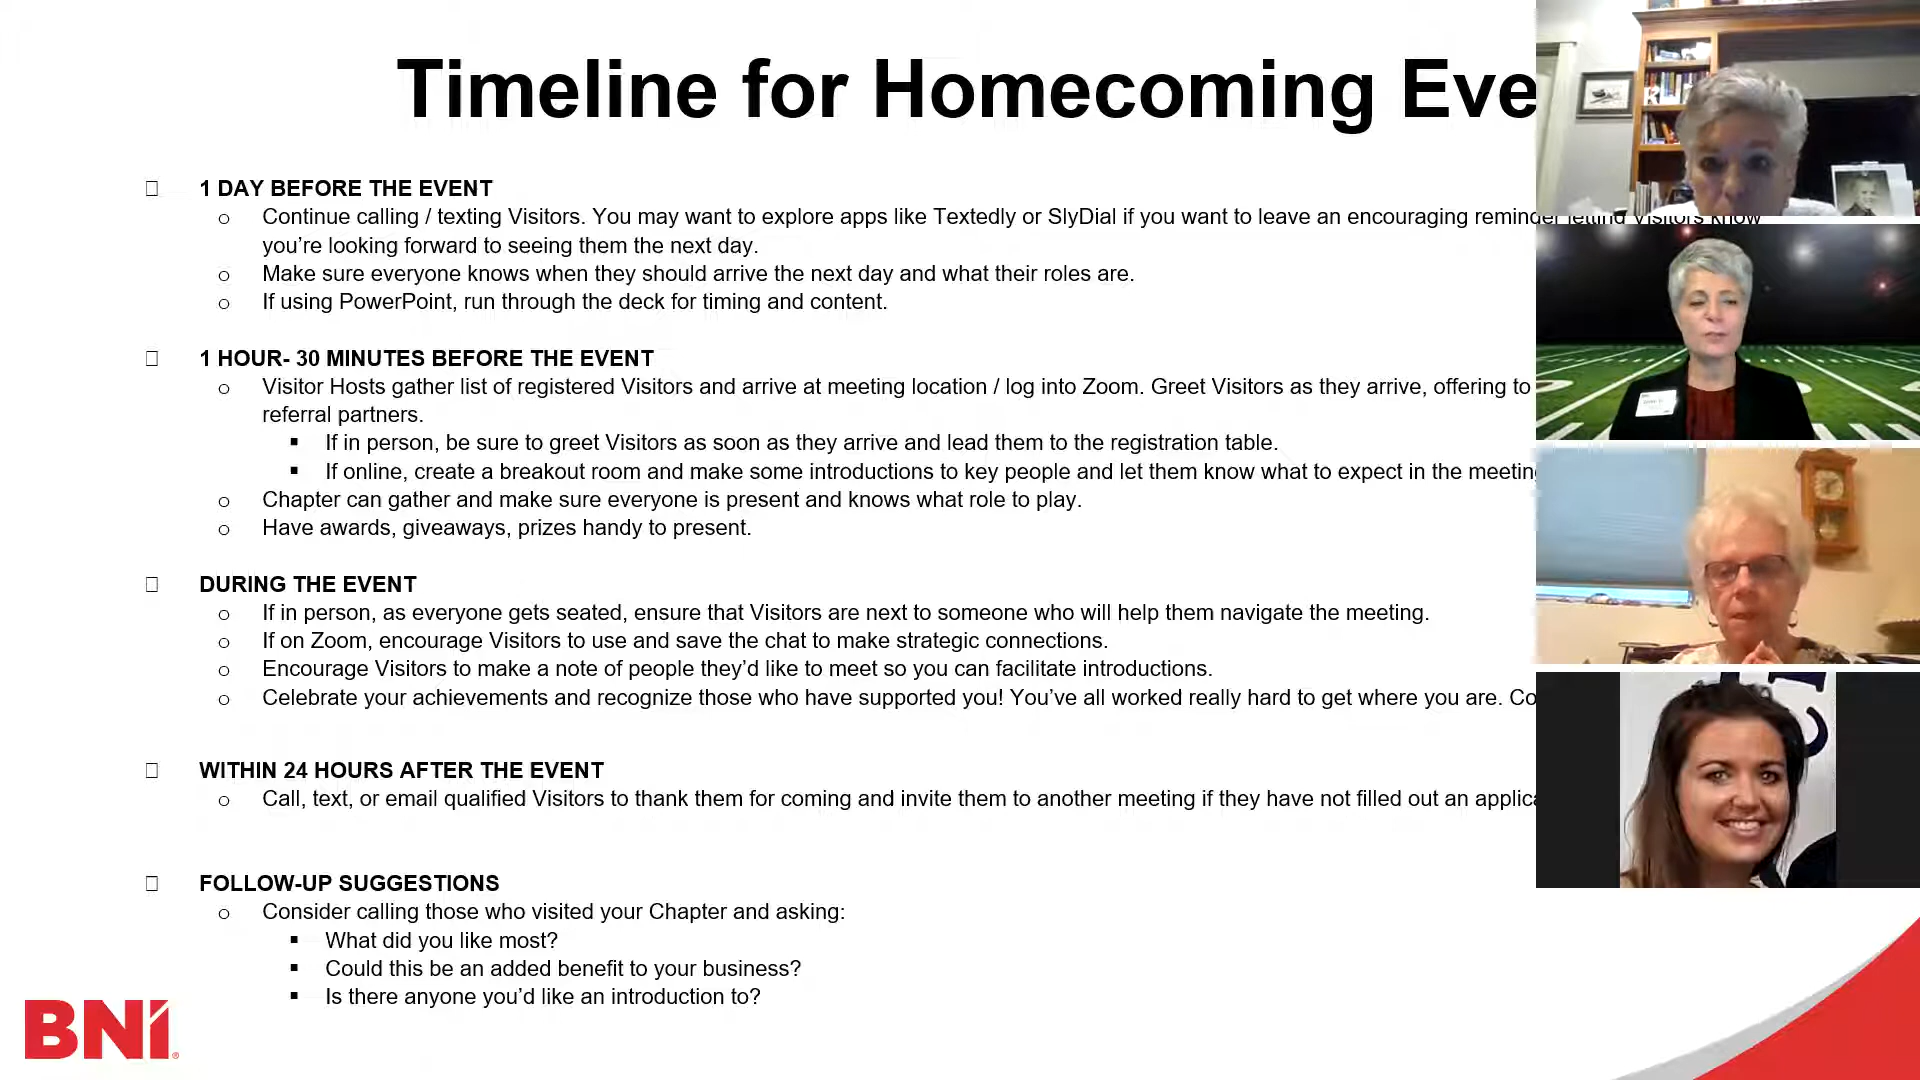 Timeline for Homecoming Eve
1 DAY BEFORE THE EVENT
Continue calling / texting Visitors. You may want to explore apps like Textedly or SlyDial if you want to leave an encouraging reminder letting Visitors know
you’re looking forward to seeing them the next day.
Make sure everyone knows when they should arrive the next day and what their roles are.
If using PowerPoint, run through the deck for timing and content.
1 HOUR- 30 MINUTES BEFORE THE EVENT
Visitor Hosts gather list of registered Visitors and arrive at meeting location / log into Zoom. Greet Visitors as they arrive, offering to
referral partners.
If in person, be sure to greet Visitors as soon as they arrive and lead them to the registration table.
If online, create a breakout room and make some introductions to key people and let them know what to expect in the meeting
Chapter can gather and make sure everyone is present and knows what role to play.
Have awards, giveaways, prizes handy to present.
DURING THE EVENT
If in person, as everyone gets seated, ensure that Visitors are next to someone who will help them navigate the meeting.
If on Zoom, encourage Visitors to use and save the chat to make strategic connections.
Encourage Visitors to make a note of people they’d like to meet so you can facilitate introductions.
Celebrate your achievements and recognize those who have supported you! You’ve all worked really hard to get where you are. Co
WITHIN 24 HOURS AFTER THE EVENT
Call, text, or email qualified Visitors to thank them for coming and invite them to another meeting if they have not filled out an applica
FOLLOW-UP SUGGESTIONS
Consider calling those who visited your Chapter and asking:
What did you like most?
Could this be an added benefit to your business?
Is there anyone you’d like an introduction to?
BNI®